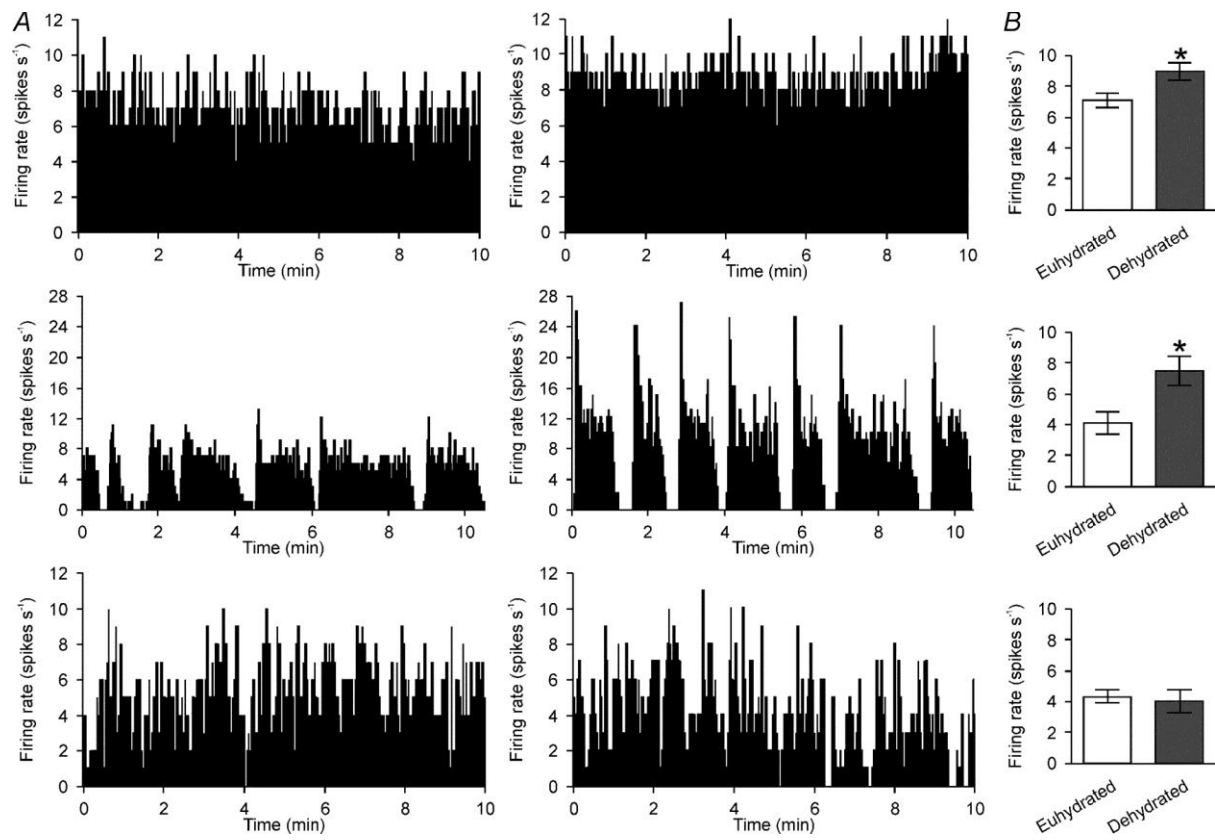 A
B
Firing rate (spikes s⁻¹)
12
10
8
6
4
2
0
0 2 4 6 8 10
Time (min)
Firing rate (spikes s⁻¹)
12
10
8
6
4
2
0
0 2 4 6 8 10
Time (min)
Firing rate (spikes s⁻¹)
10
8
6
4
2
0
*
Euhydrated Dehydrated
Firing rate (spikes s⁻¹)
28
24
20
16
12
8
4
0
0 2 4 6 8 10
Time (min)
Firing rate (spikes s⁻¹)
28
24
20
16
12
8
4
0
0 2 4 6 8 10
Time (min)
Firing rate (spikes s⁻¹)
10
8
6
4
2
0
*
Euhydrated Dehydrated
Firing rate (spikes s⁻¹)
12
10
8
6
4
2
0
0 2 4 6 8 10
Time (min)
Firing rate (spikes s⁻¹)
12
10
8
6
4
2
0
0 2 4 6 8 10
Time (min)
Firing rate (spikes s⁻¹)
10
8
6
4
2
0
Euhydrated Dehydrated